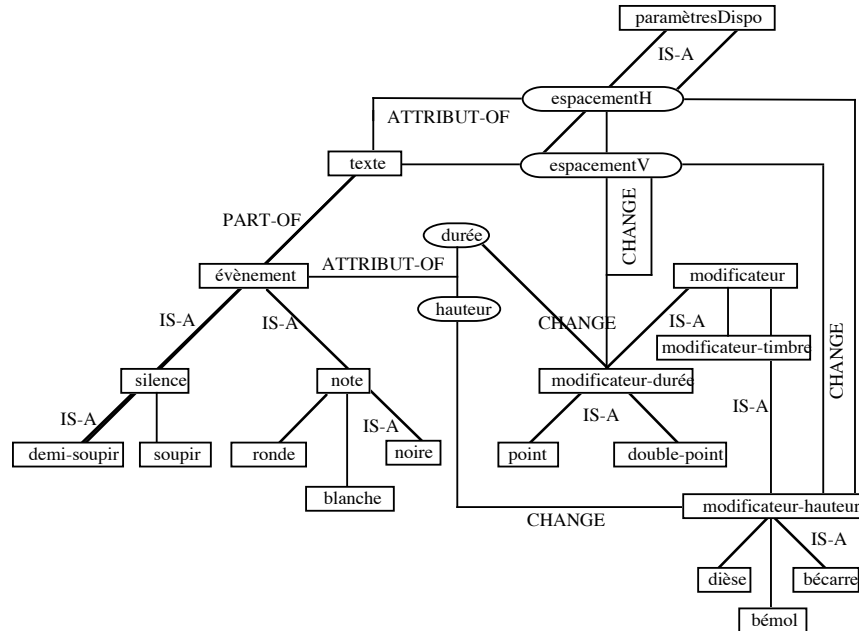 paramètresDispo
IS-A
espacementH
ATTRIBUT-OF
texte
espacementV
CHANGE
PART-OF
durée
évènement
ATTRIBUT-OF
modificateur
hauteur
IS-A
IS-A
CHANGE
IS-A
modificateur-timbre
CHANGE
silence
note
modificateur-durée
IS-A
IS-A
IS-A
IS-A
demi-soupir
soupir
ronde
noire
point
double-point
blanche
modificateur-hauteur
CHANGE
IS-A
dièse
bécarre
bémol